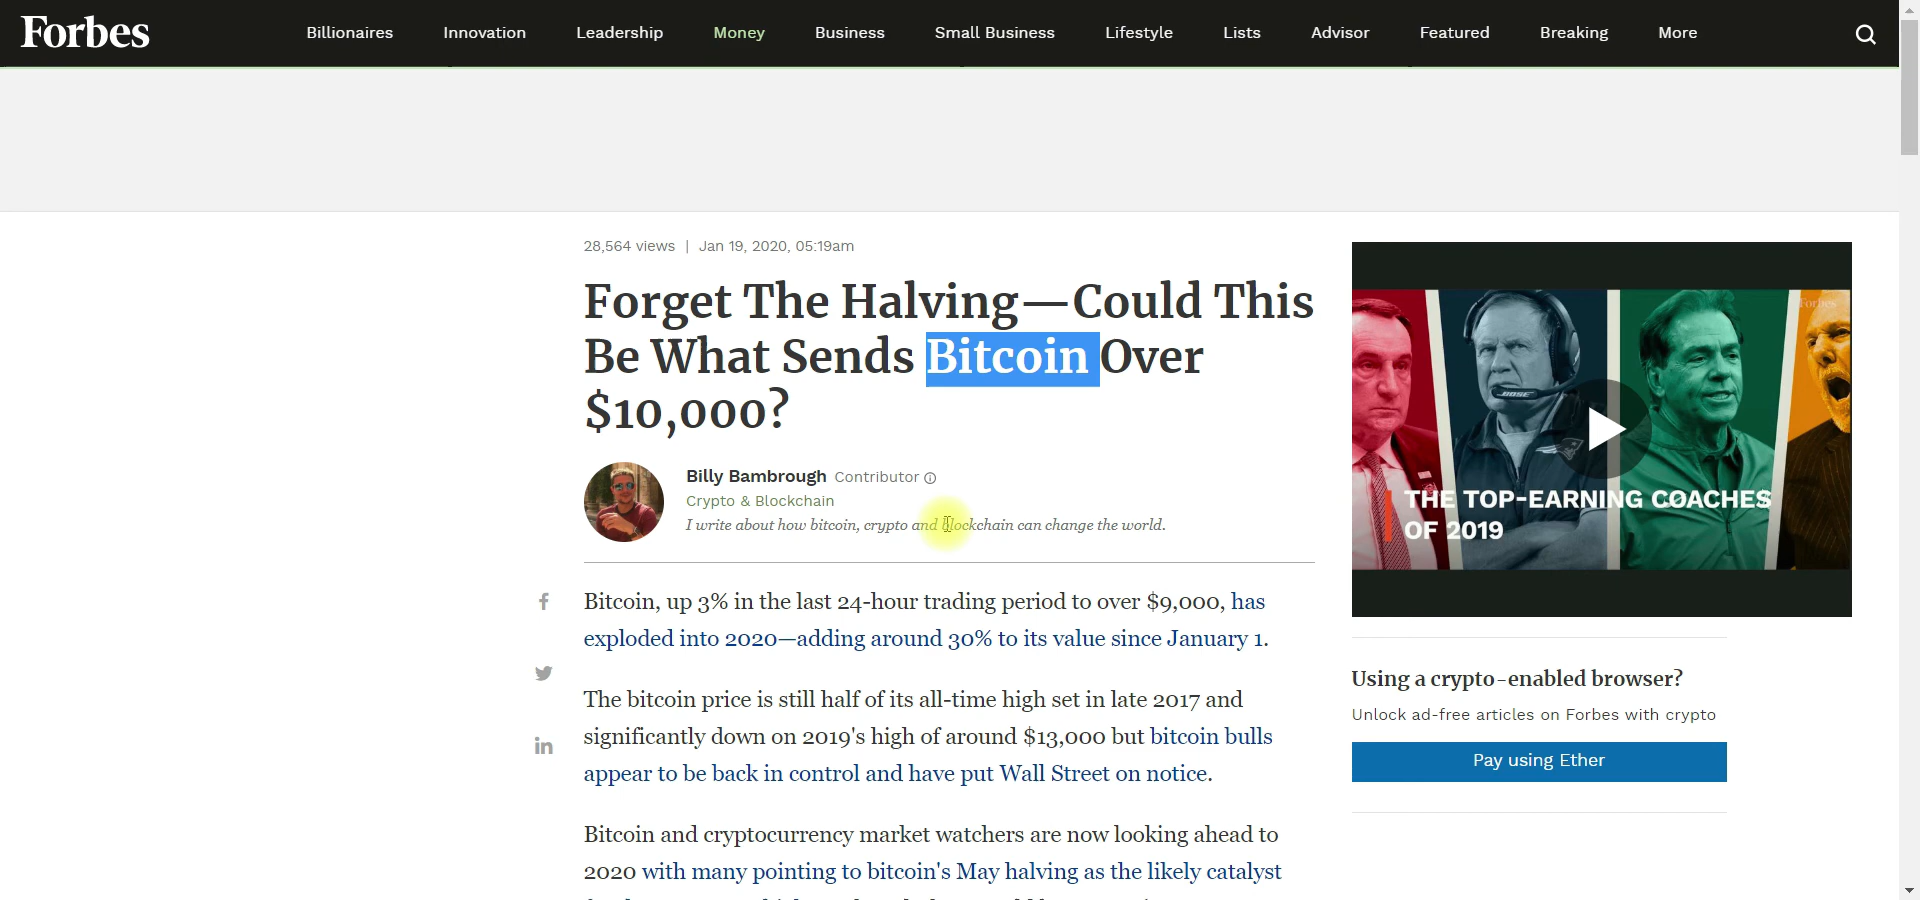 Forbes
Billionaires
Innovation
Leadership
Money
Business
Small Business
Lifestyle
Lists
Advisor
Featured
Breaking
More
28,564 views | Jan 19, 2020, 05:19am
Forget The Halving—Could This
Be What Sends Bitcoin Over
$10,000?
Billy Bambrough Contributor
Crypto & Blockchain
I write about how bitcoin, crypto and blockchain can change the world.
Bitcoin, up 3% in the last 24-hour trading period to over $9,000, has
exploded into 2020—adding around 30% to its value since January 1.
The bitcoin price is still half of its all-time high set in late 2017 and
significantly down on 2019's high of around $13,000 but bitcoin bulls
appear to be back in control and have put Wall Street on notice.
Bitcoin and cryptocurrency market watchers are now looking ahead to
2020 with many pointing to bitcoin's May halving as the likely catalyst
Forbes
BOSE
THE TOP-EARNING COACHES
OF 2019
Using a crypto-enabled browser?
Unlock ad-free articles on Forbes with crypto
Pay using Ether